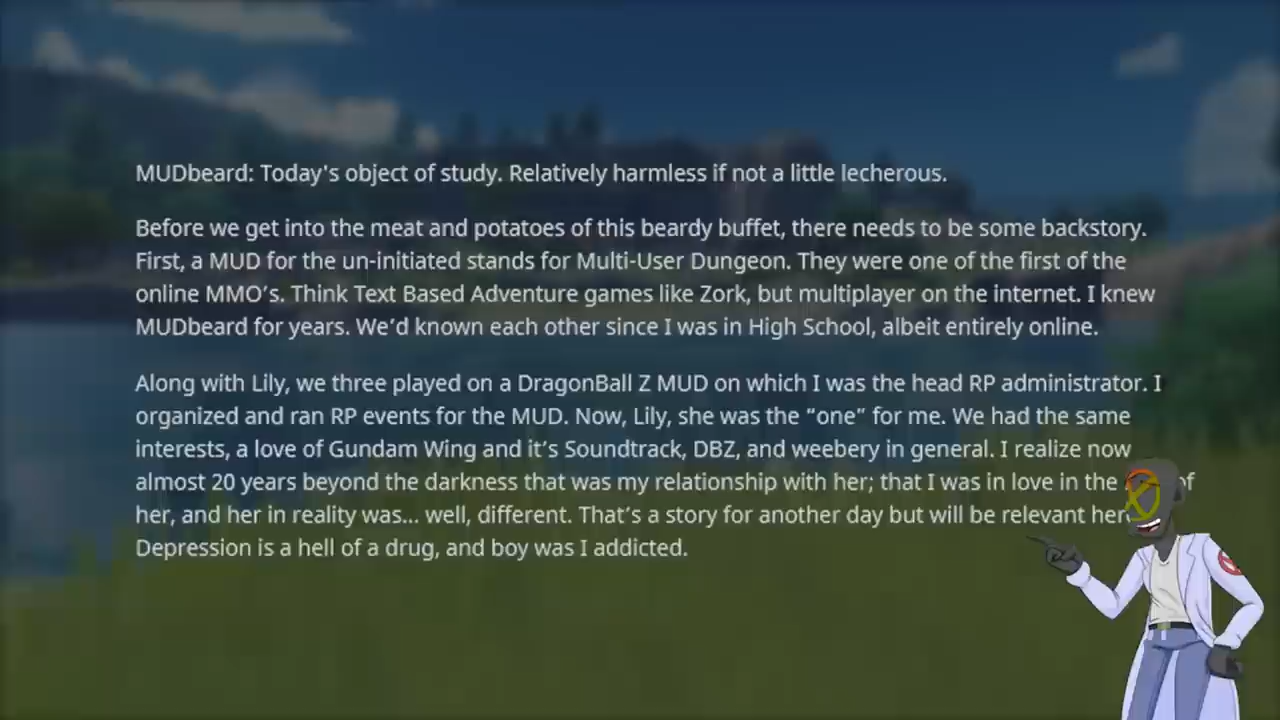 MUDbeard: Today's object of study. Relatively harmless if not a little lecherous.
Before we get into the meat and potatoes of this beardy buffet, there needs to be some backstory.
First, a MUD for the un-initiated stands for Multi-User Dungeon. They were one of the first of the
online MMO’s. Think Text Based Adventure games like Zork, but multiplayer on the internet. I knew
MUDbeard for years. We’d known each other since I was in High School, albeit entirely online.
Along with Lily, we three played on a DragonBall Z MUD on which I was the head RP administrator. I
organized and ran RP events for the MUD. Now, Lily, she was the “one” for me. We had the same
interests, a love of Gundam Wing and it’s Soundtrack, DBZ, and weebery in general. I realize now
almost 20 years beyond the darkness that was my relationship with her; that I was in love in the of
her, and her in reality was... well, different. That’s a story for another day but will be relevant
Depression is a hell of a drug, and boy was I addicted.